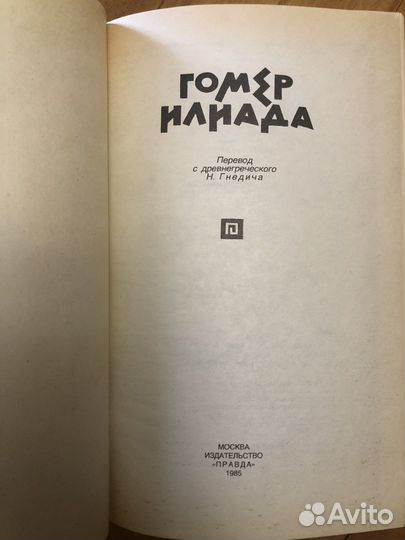 ГОМЕР
ИЛИАДА
Перевод
с древнегреческого
Н. Гнедича
МОСКВА
ИЗДАТЕЛЬСТВО
«ПРАВДА»
1985
Avito